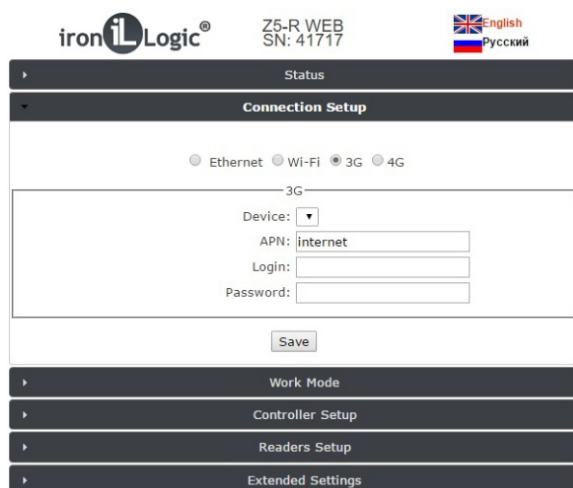 iron iL Logic®
Z5-R WEB
SN: 41717
English
Русский
Status
Connection Setup
Ethernet Wi-Fi 3G 4G
3G
Device:
APN: internet
Login:
Password:
Save
Work Mode
Controller Setup
Readers Setup
Extended Settings